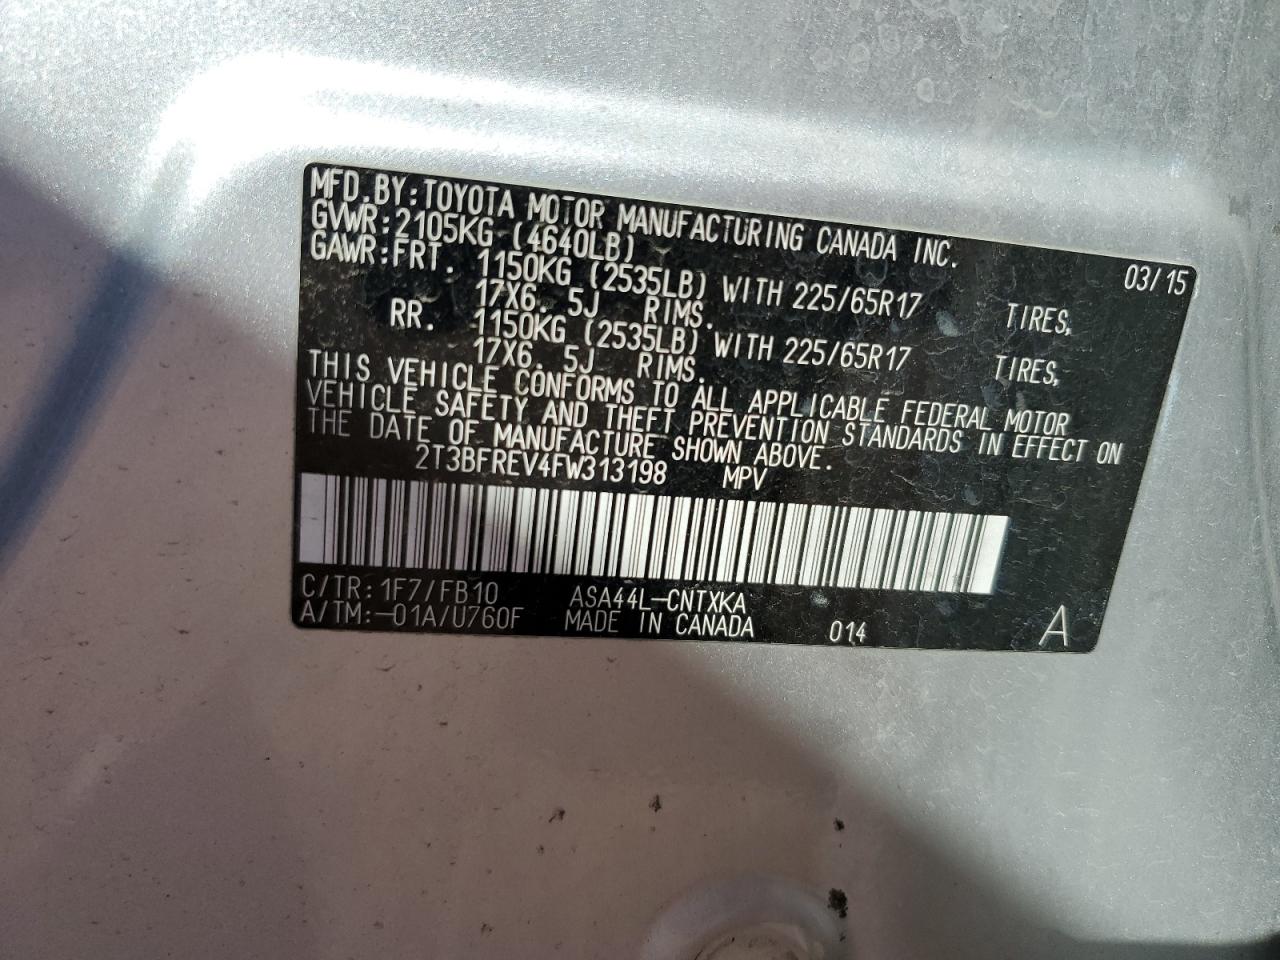 MFD.BY:TOYOTA MOTOR MANUFACTURING CANADA INC. 03/15
GVWR:2105KG (4640LB)
GAWR:FRT. 1150KG (2535LB) WITH 225/65R17 TIRES,
17X6. 5J RIMS.
RR. 1150KG (2535LB) WITH 225/65R17 TIRES,
17X6. 5J RIMS.
THIS VEHICLE CONFORMS TO ALL APPLICABLE FEDERAL MOTOR
VEHICLE SAFETY AND THEFT PREVENTION STANDARDS IN EFFECT ON
THE DATE OF MANUFACTURE SHOWN ABOVE.
2T3BFREV4FW313198 MPV
C/TR:1F7/FB10 ASA44L-CNTXKA
A/TM:-01A/U760F MADE IN CANADA 014 A